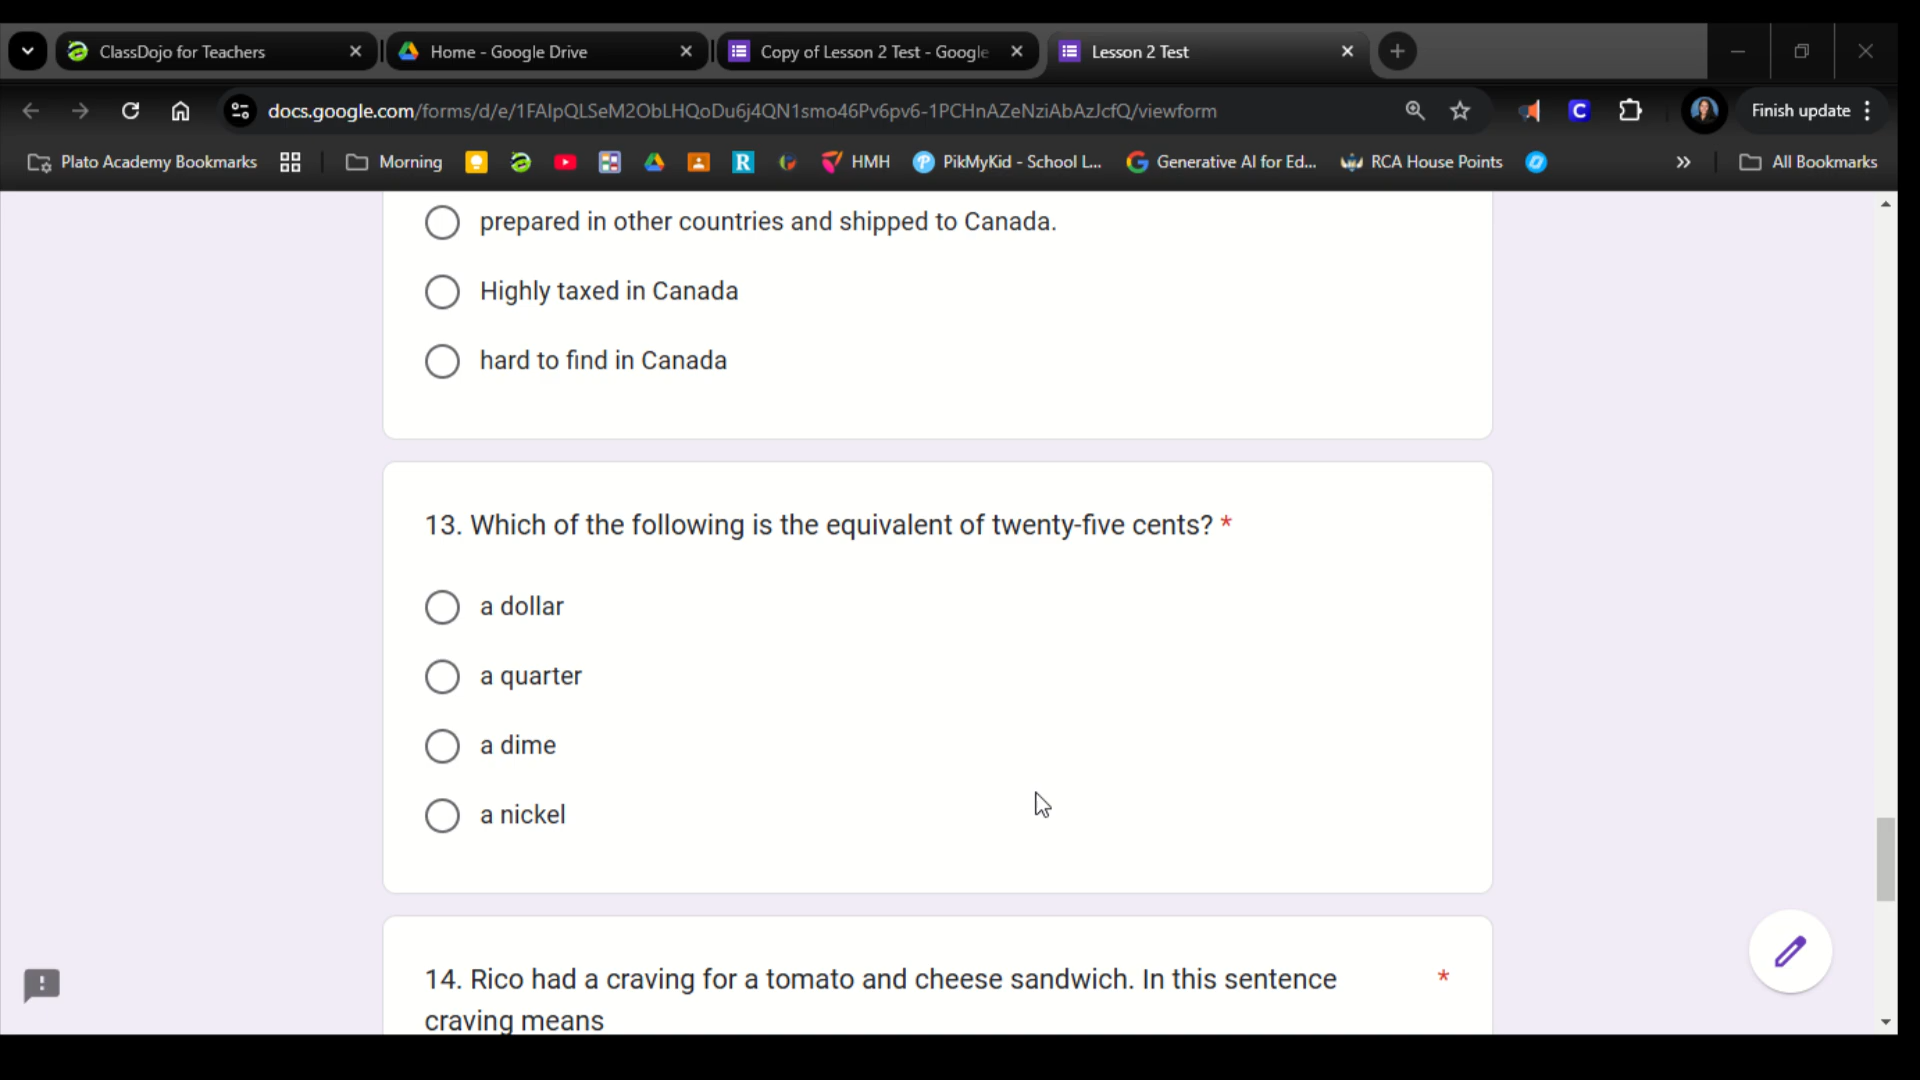 ClassDojo for Teachers
Home - Google Drive
Copy of Lesson 2 Test - Google
Lesson 2 Test
docs.google.com/forms/d/e/1FAIpQLSeM2ObLHQoDu6j4QN1smo46Pv6pv6-1PCHnAZeNziAbAzJcfQ/viewform
C
Finish update
Plato Academy Bookmarks
Morning
R
HMH
PikMyKid - School L...
Generative AI for Ed...
RCA House Points
All Bookmarks
prepared in other countries and shipped to Canada.
Highly taxed in Canada
hard to find in Canada
13. Which of the following is the equivalent of twenty-five cents? *
a dollar
a quarter
a dime
a nickel
14. Rico had a craving for a tomato and cheese sandwich. In this sentence *
craving means